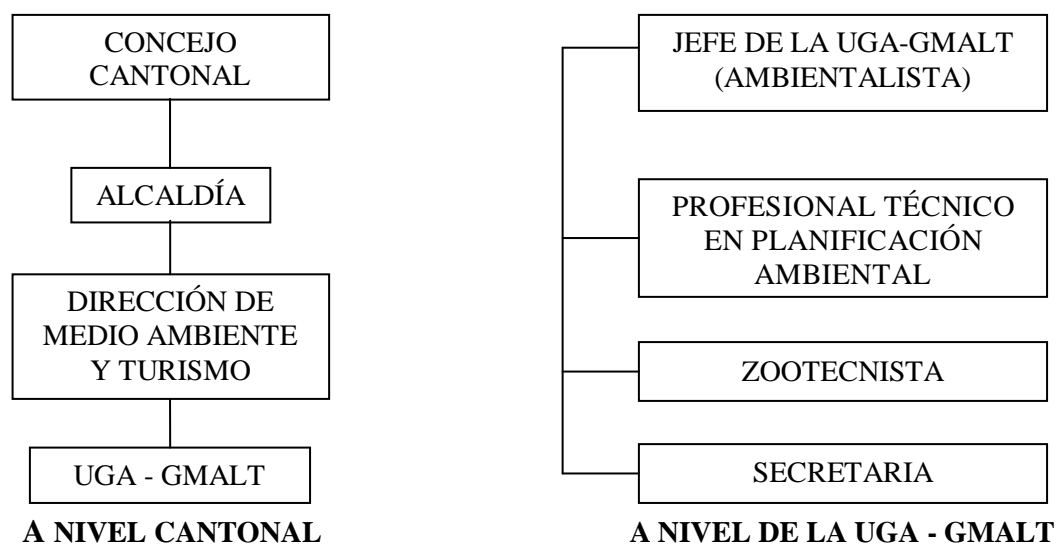 CONCEJO
CANTONAL
ALCALDÍA
DIRECCIÓN DE
MEDIO AMBIENTE
Y TURISMO
UGA - GMALT
A NIVEL CANTONAL
JEFE DE LA UGA-GMALT
(AMBIENTALISTA)
PROFESIONAL TÉCNICO
EN PLANIFICACIÓN
AMBIENTAL
ZOOTECNISTA
SECRETARIA
A NIVEL DE LA UGA - GMALT